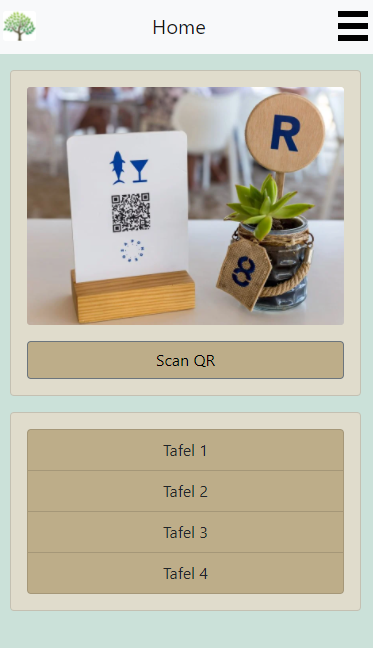 Home
R
8
Scan QR
Tafel 1
Tafel 2
Tafel 3
Tafel 4